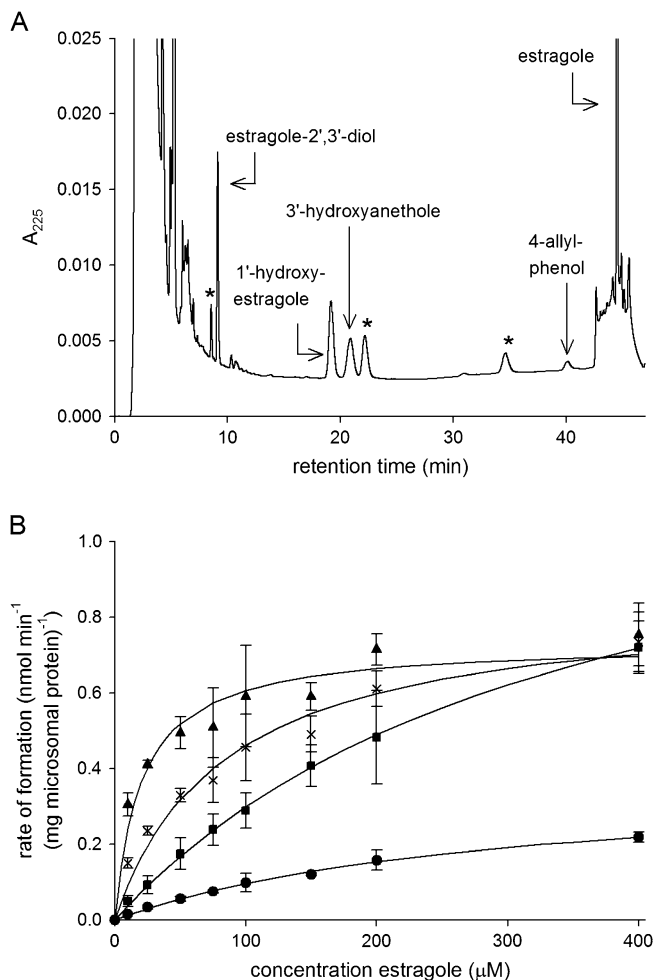 A
0.025
0.020
0.015
0.010
0.005
0.000
A225
estragole
estragole-2',3'-diol
3'-hydroxyanethole
4-allyl-
phenol
1'-hydroxy-
estragole
*
*
*
0
10
20
30
40
retention time (min)
B
1.0
0.8
0.6
0.4
0.2
0.0
rate of formation (nmol min-1
(mg microsomal protein)-1)
0
100
200
300
400
concentration estragole (μM)